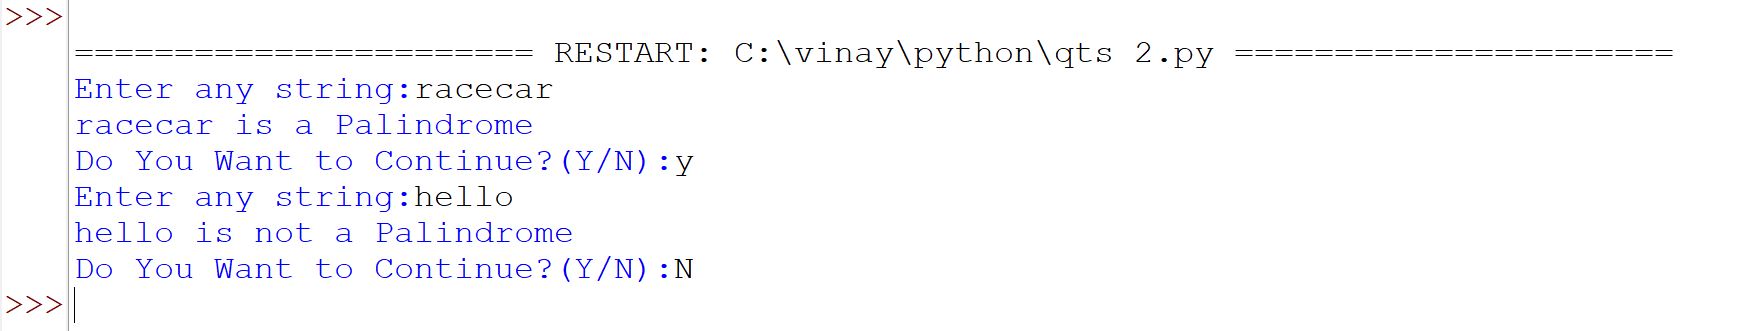 >>>
======================= RESTART: C:\vinay\python\qts 2.py ======================
Enter any string:racecar
racecar is a Palindrome
Do You Want to Continue?(Y/N):y
Enter any string:hello
hello is not a Palindrome
Do You Want to Continue?(Y/N):N
>>>